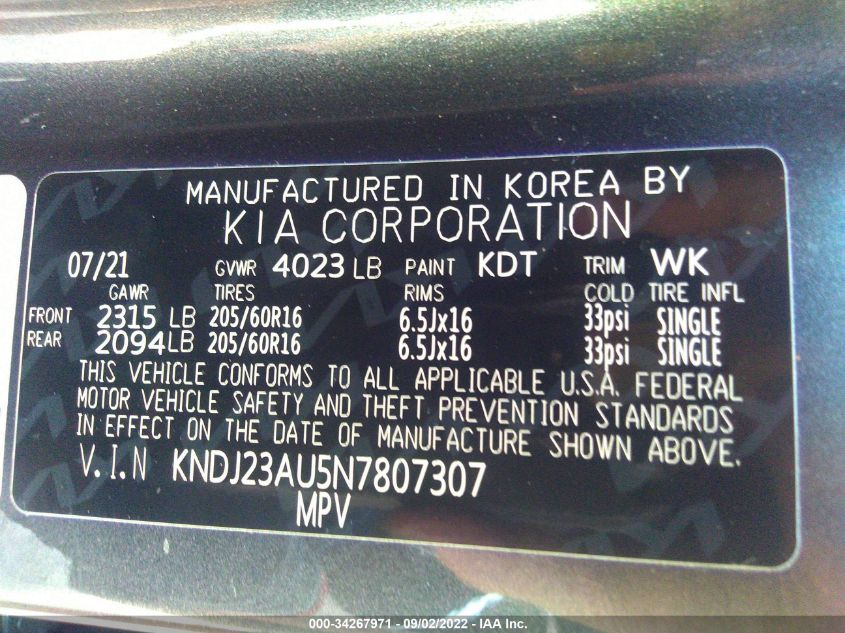 MANUFACTURED IN KOREA BY
KIA CORPORATION
07/21 GVWR 4023 LB PAINT KDT TRIM WK
GAWR TIRES RIMS COLD TIRE INFL
FRONT 2315 LB 205/60R16 6.5Jx16 33psi SINGLE
REAR 2094 LB 205/60R16 6.5Jx16 33psi SINGLE
THIS VEHICLE CONFORMS TO ALL APPLICABLE U.S.A. FEDERAL
MOTOR VEHICLE SAFETY AND THEFT PREVENTION STANDARDS
IN EFFECT ON THE DATE OF MANUFACTURE SHOWN ABOVE.
V.I.N KNDJ23AU5N7807307
MPV
000-34267971 - 09/02/2022 - IAA Inc.